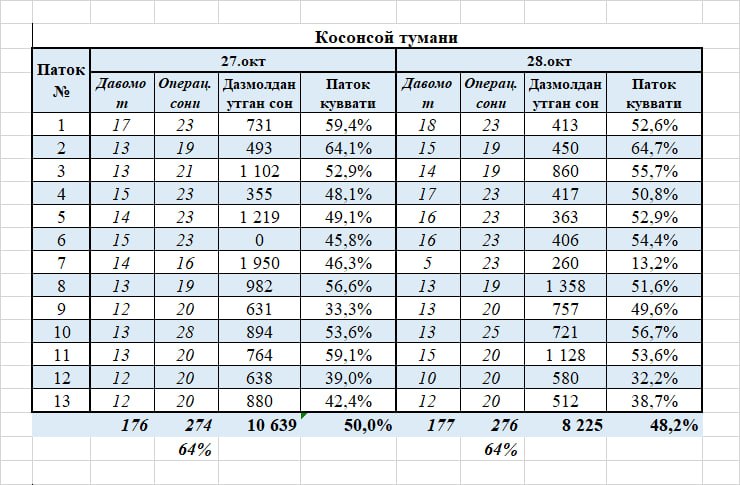 Косонсой тумани
Паток № 27.окт 28.окт
Давомо т Операц. сони Дазмолдан утган сон Паток куввати Давомо т Операц. сони Дазмолдан утган сон Паток куввати
1 17 23 731 59,4% 18 23 413 52,6%
2 13 19 493 64,1% 15 19 450 64,7%
3 13 21 1 102 52,9% 14 19 860 55,7%
4 15 23 355 48,1% 17 23 417 50,8%
5 14 23 1 219 49,1% 16 23 363 52,9%
6 15 23 0 45,8% 16 23 406 54,4%
7 14 16 1 950 46,3% 5 23 260 13,2%
8 13 19 982 56,6% 13 19 1 358 51,6%
9 12 20 631 33,3% 13 20 757 49,6%
10 13 28 894 53,6% 13 25 721 56,7%
11 13 20 764 59,1% 15 20 1 128 53,6%
12 12 20 638 39,0% 10 20 580 32,2%
13 12 20 880 42,4% 12 20 512 38,7%
176 274 10 639 50,0% 177 276 8 225 48,2%
64% 64%